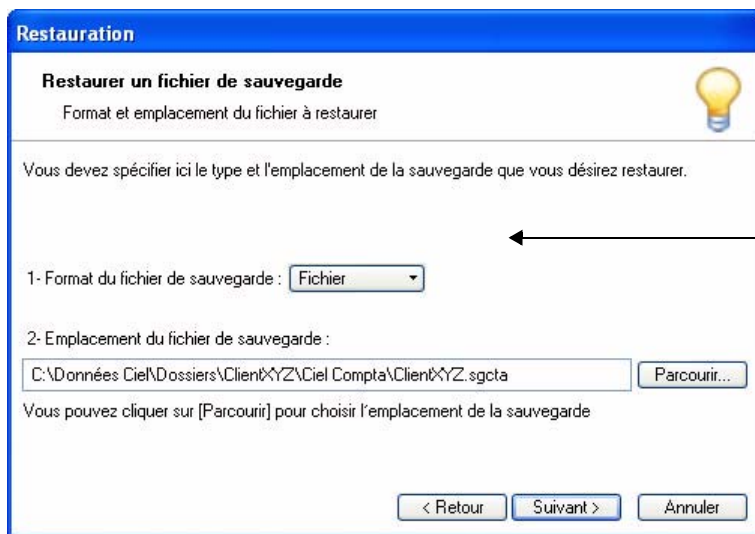 Restauration
Restaurer un fichier de sauvegarde
Format et emplacement du fichier à restaurer
Vous devez spécifier ici le type et l'emplacement de la sauvegarde que vous désirez restaurer.
1- Format du fichier de sauvegarde : Fichier
2- Emplacement du fichier de sauvegarde :
C:\Données Ciel\Dossiers\ClientXYZ\Ciel Compta\ClientXYZ.sgcta Parcourir...
Vous pouvez cliquer sur [Parcourir] pour choisir l'emplacement de la sauvegarde
< Retour Suivant > Annuler